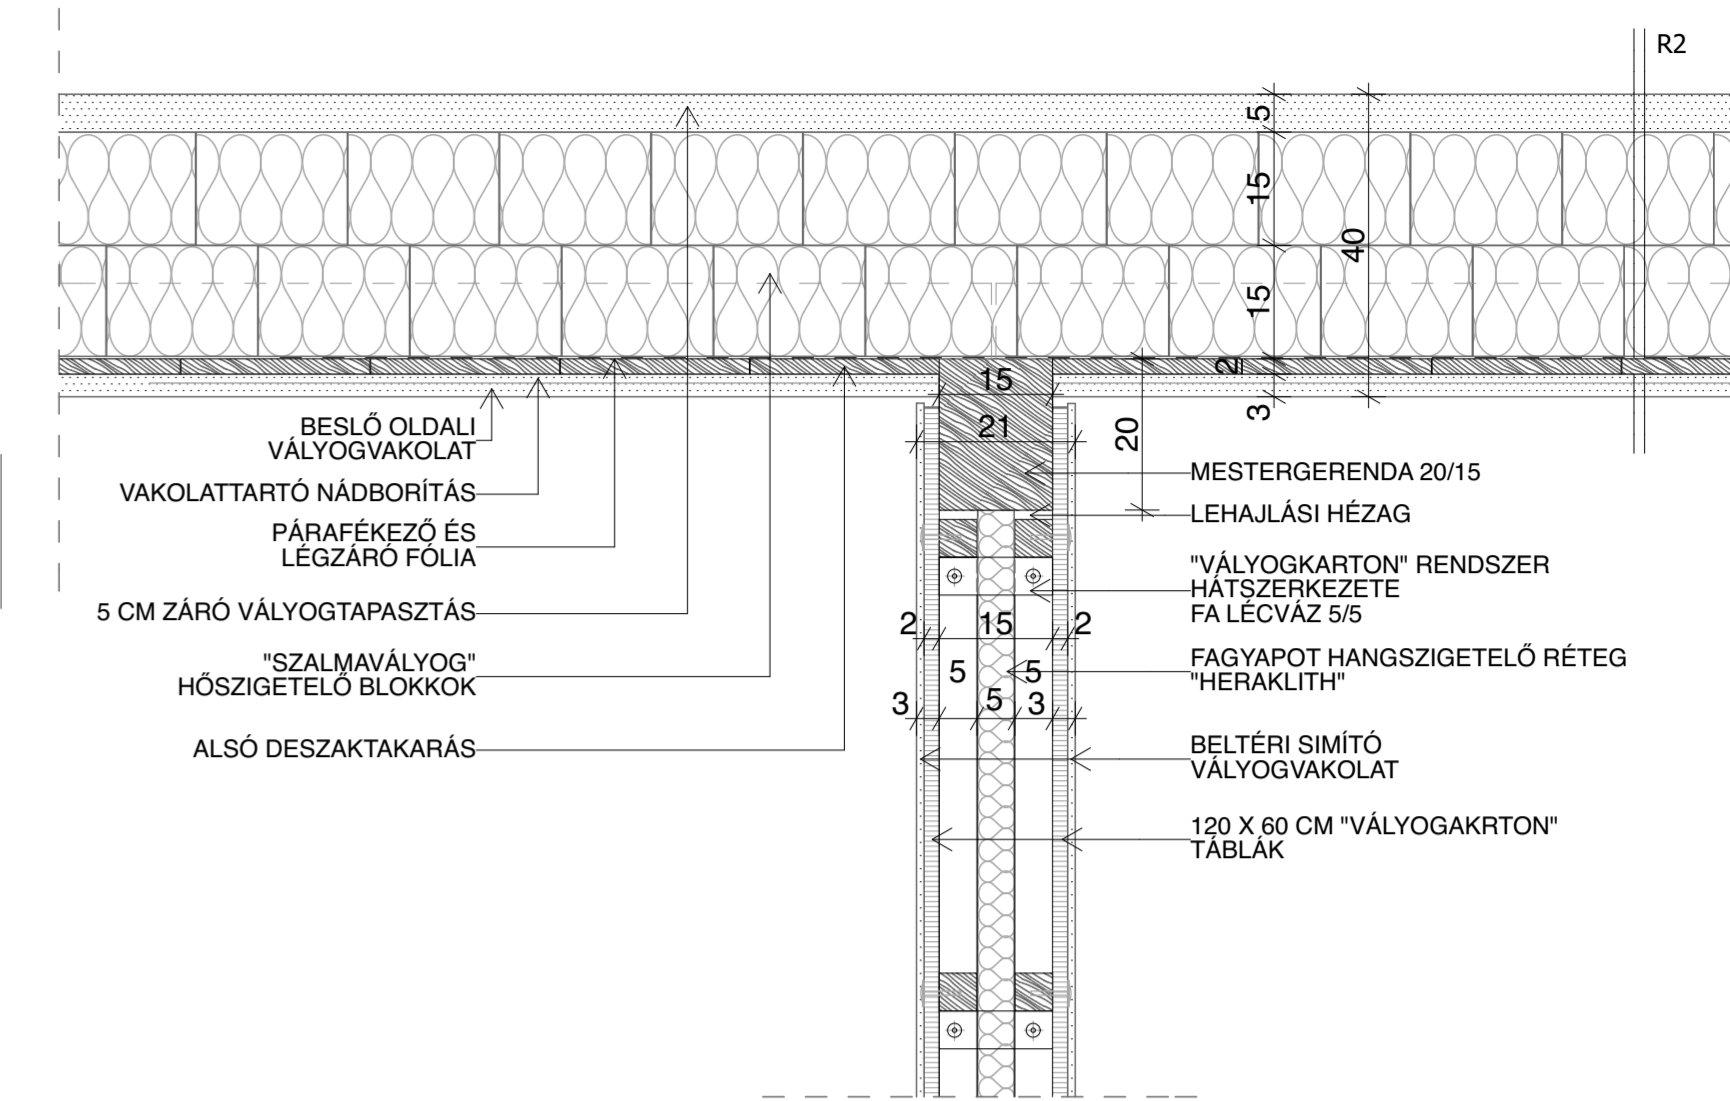 R2
5
15
40
15
2
3
15
21
20
BESLŐ OLDALI
VÁLYOGVAKOLAT
VAKOLATTARTÓ NÁDBORÍTÁS
PÁRAFÉKEZŐ ÉS
LÉGZÁRÓ FÓLIA
5 CM ZÁRÓ VÁLYOGTAPASZTÁS
"SZALMAVÁLYOG"
HŐSZIGETELŐ BLOKKOK
ALSÓ DESZAKTAKARÁS
MESTERGERENDA 20/15
LEHAJLÁSI HÉZAG
"VÁLYOGKARTON" RENDSZER
HÁTSZERKEZETE
FA LÉCVÁZ 5/5
2 15 2
FAGYAPOT HANGSZIGETELŐ RÉTEG
"HERAKLITH"
5 5
3 5 3
BELTÉRI SIMÍTÓ
VÁLYOGVAKOLAT
120 X 60 CM "VÁLYOGAKRTON"
TÁBLÁK